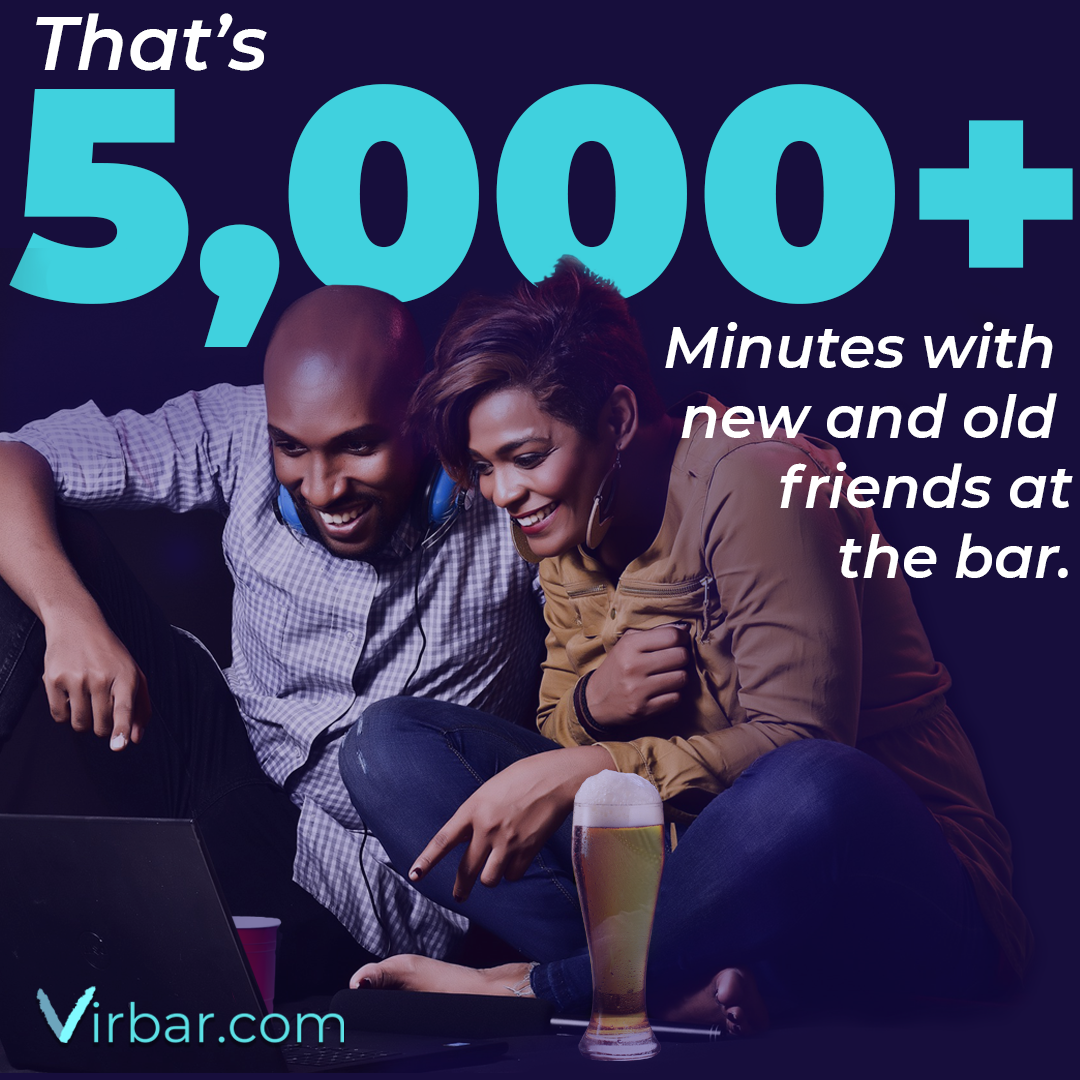 That’s
5,000+
Minutes with
new and old
friends at
the bar.
Virbar.com